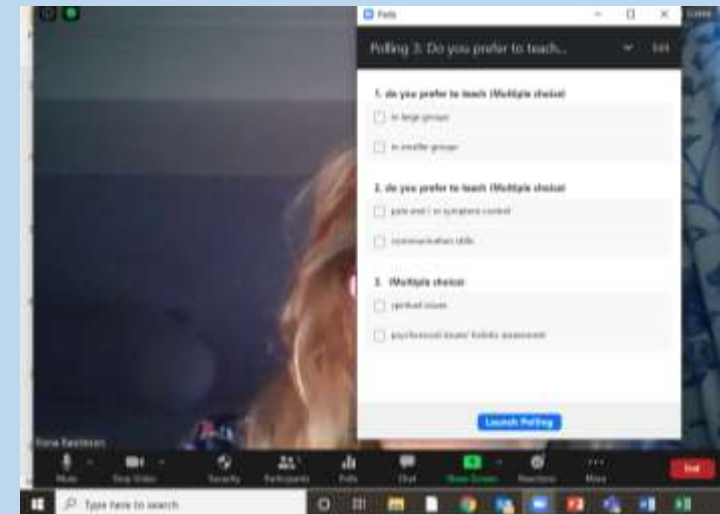 Polls
Polling 3: Do you prefer to teach...
Edit
1. do you prefer to teach (Multiple choice)
in large groups
in smaller groups
2. do you prefer to teach (Multiple choice)
pain and / or symptom control
communication skills
3. (Multiple choice)
spiritual issues
psychosocial issues/ holistic assessment
Launch Polling
Fiona Rawlinson
Mute
Stop Video
Security
Participants
Polls
Chat
Share Screen
Reactions
More
End
Type here to search